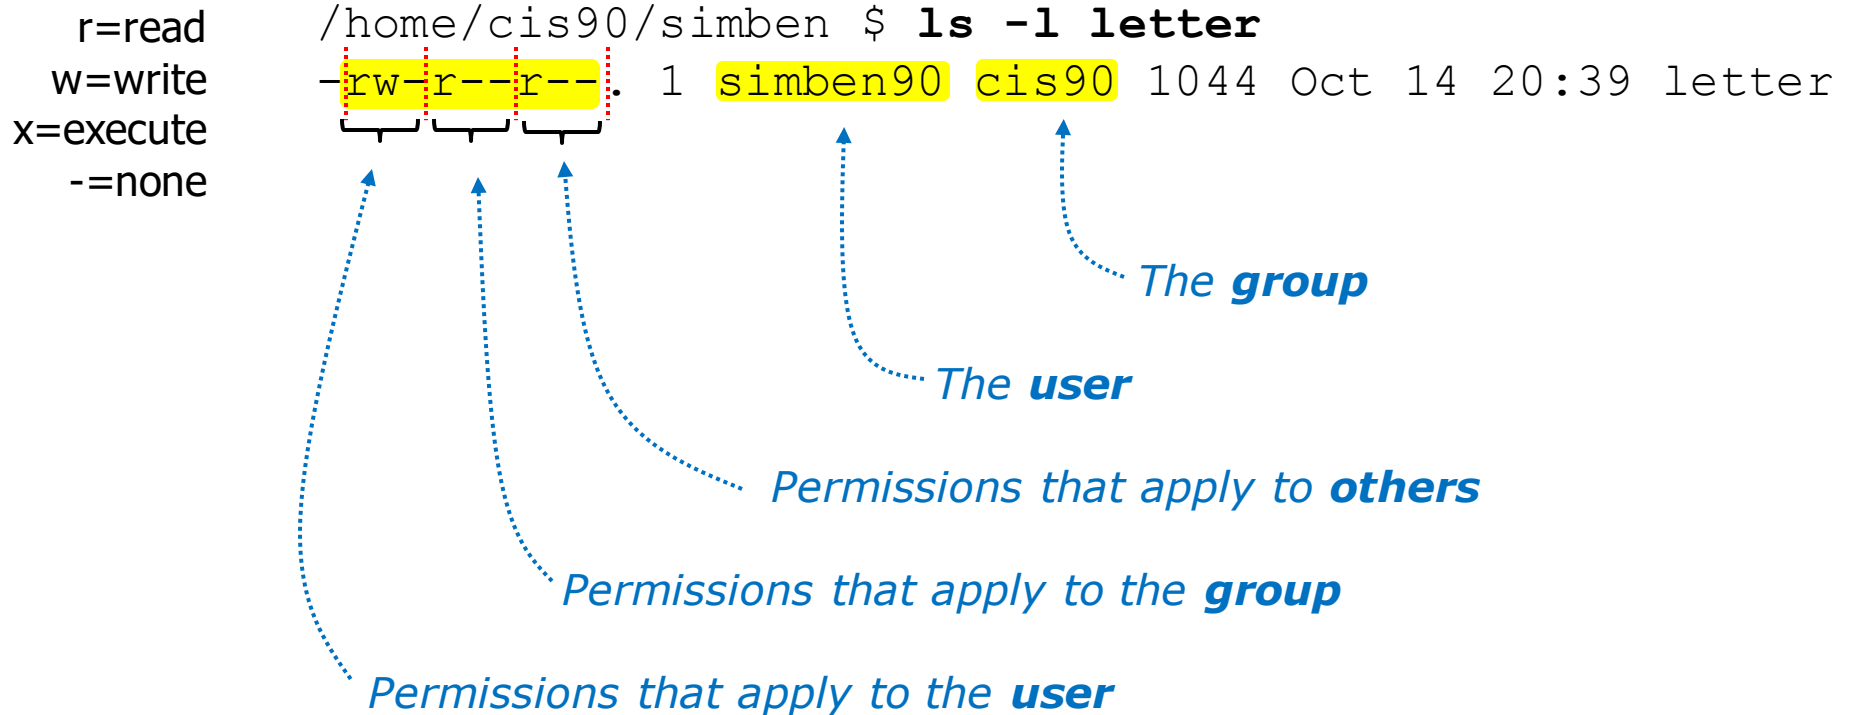 r=read
w=write
x=execute
-=none
/home/cis90/simben $ ls -l letter
-rw-r--r--. 1 simben90 cis90 1044 Oct 14 20:39 letter
The group
The user
Permissions that apply to others
Permissions that apply to the group
Permissions that apply to the user